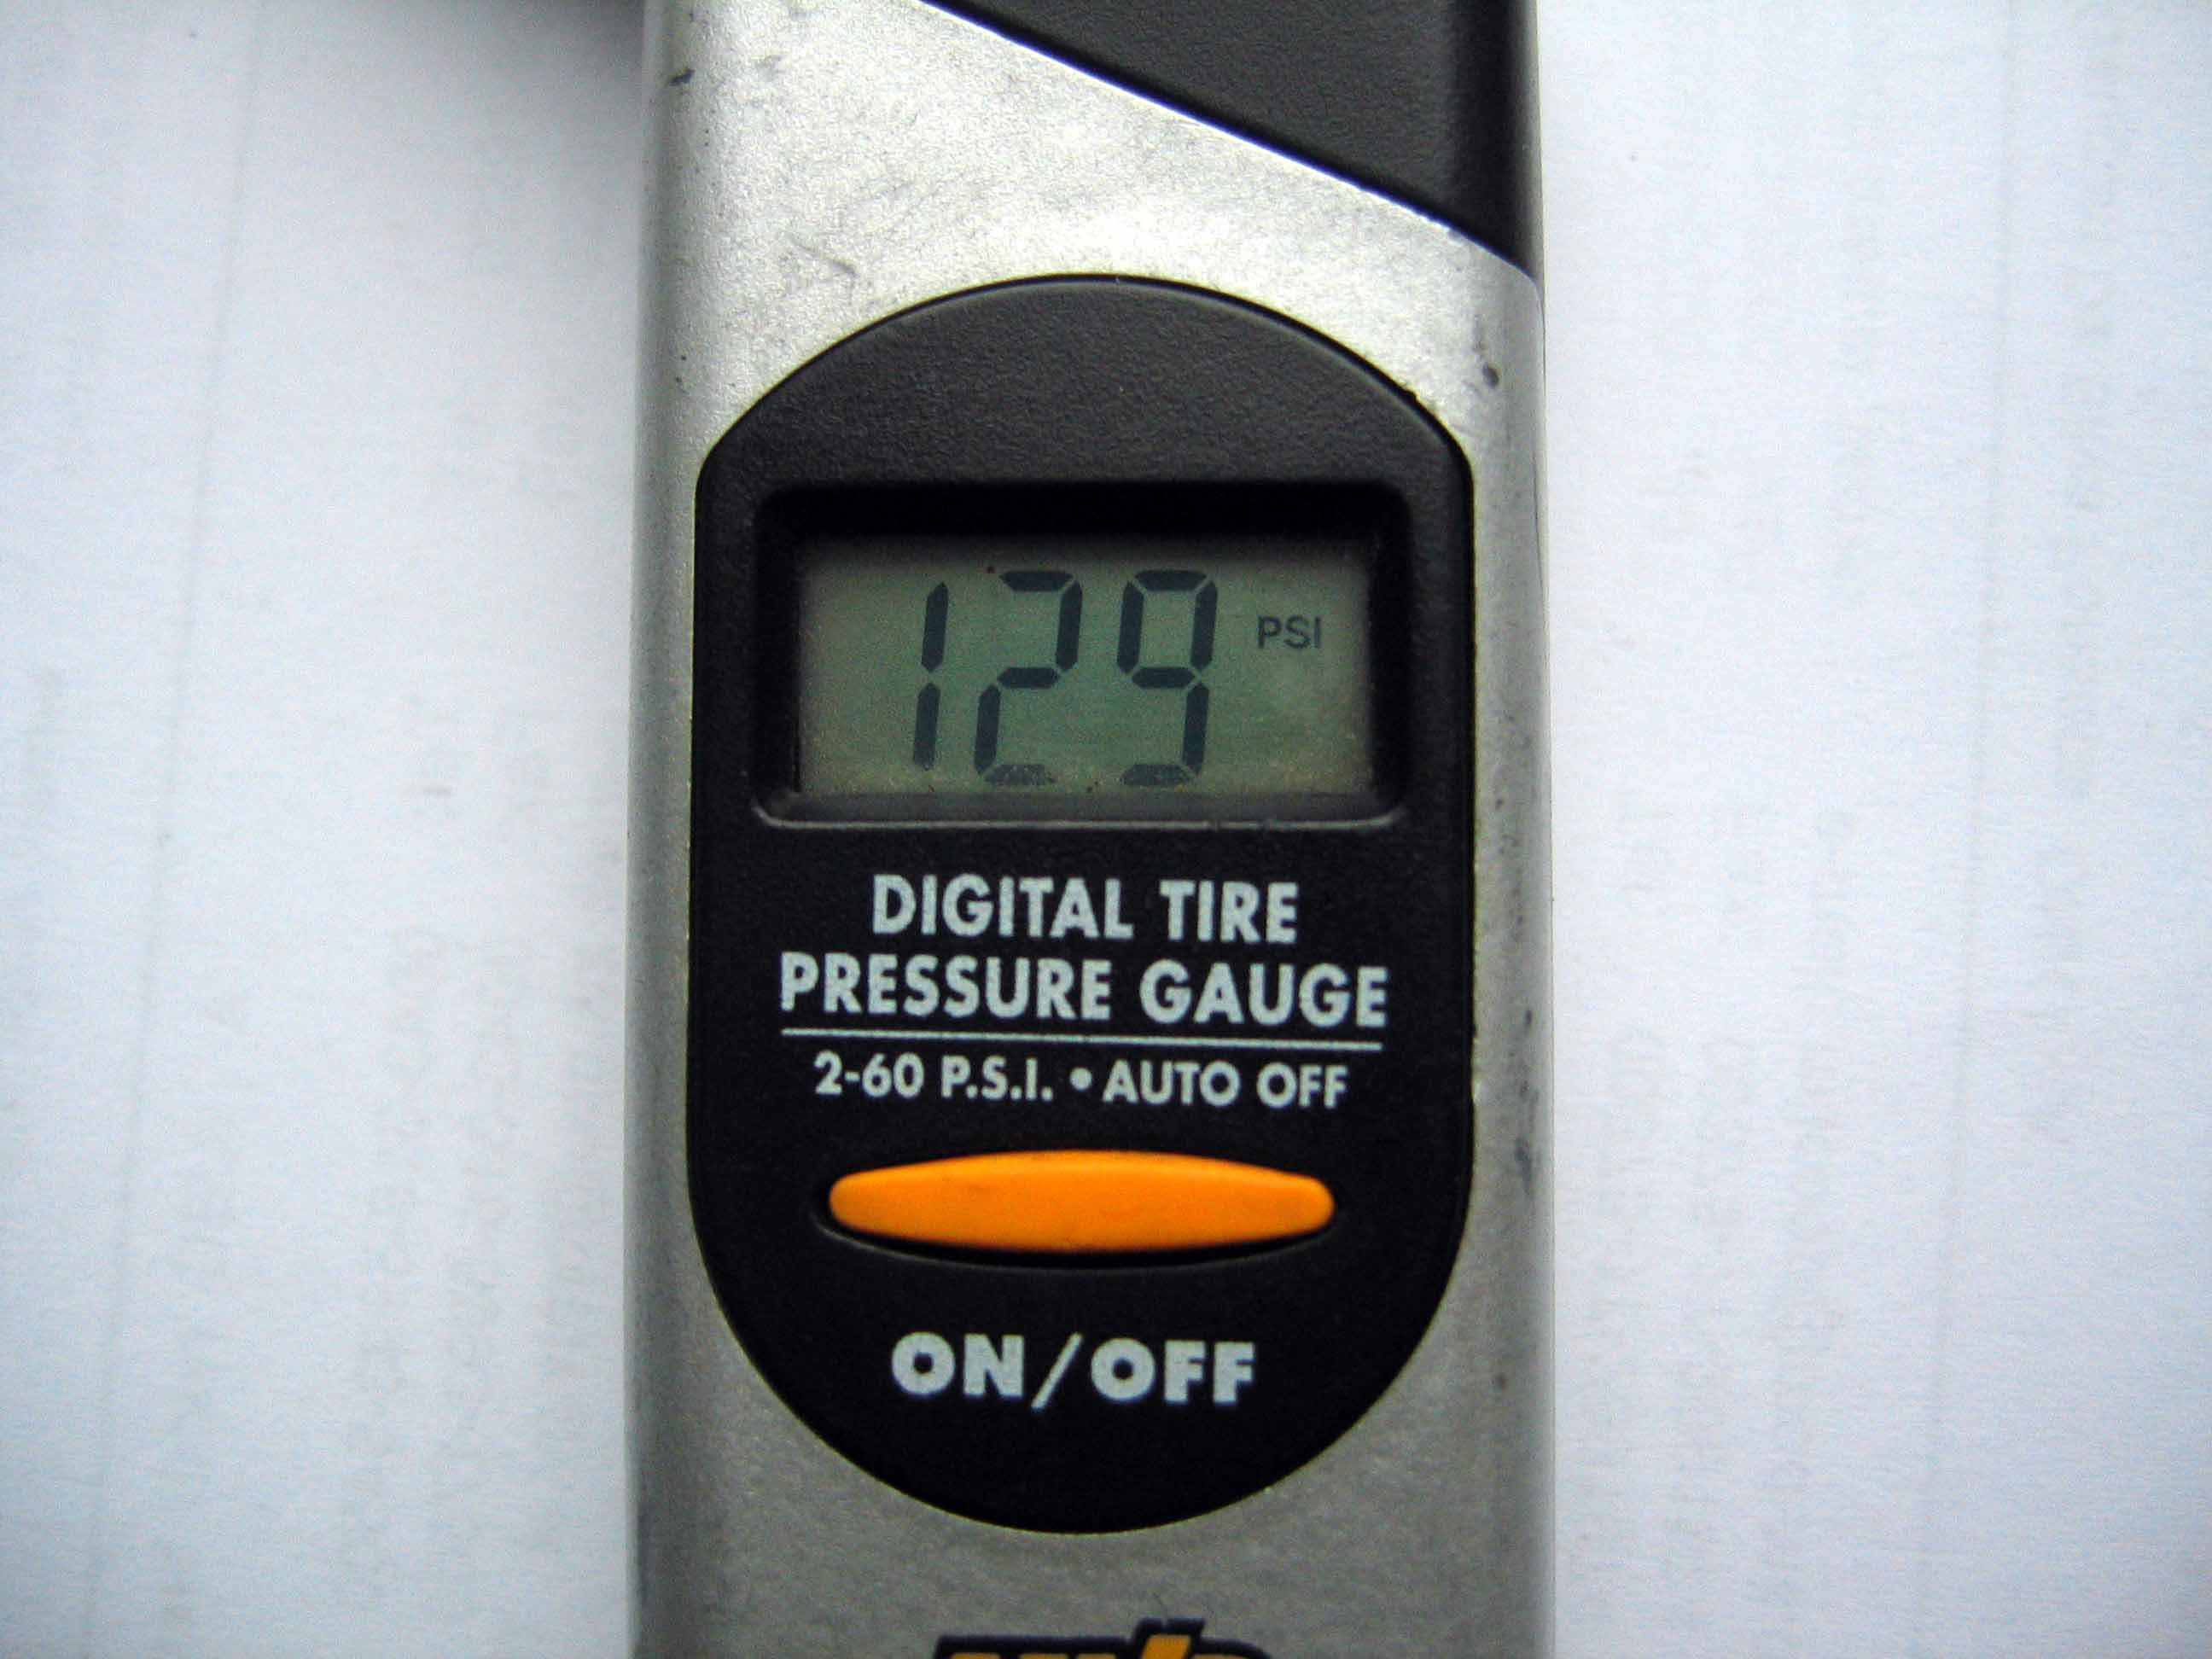 129 PSI
DIGITAL TIRE
PRESSURE GAUGE
2-60 P.S.I. • AUTO OFF
ON/OFF